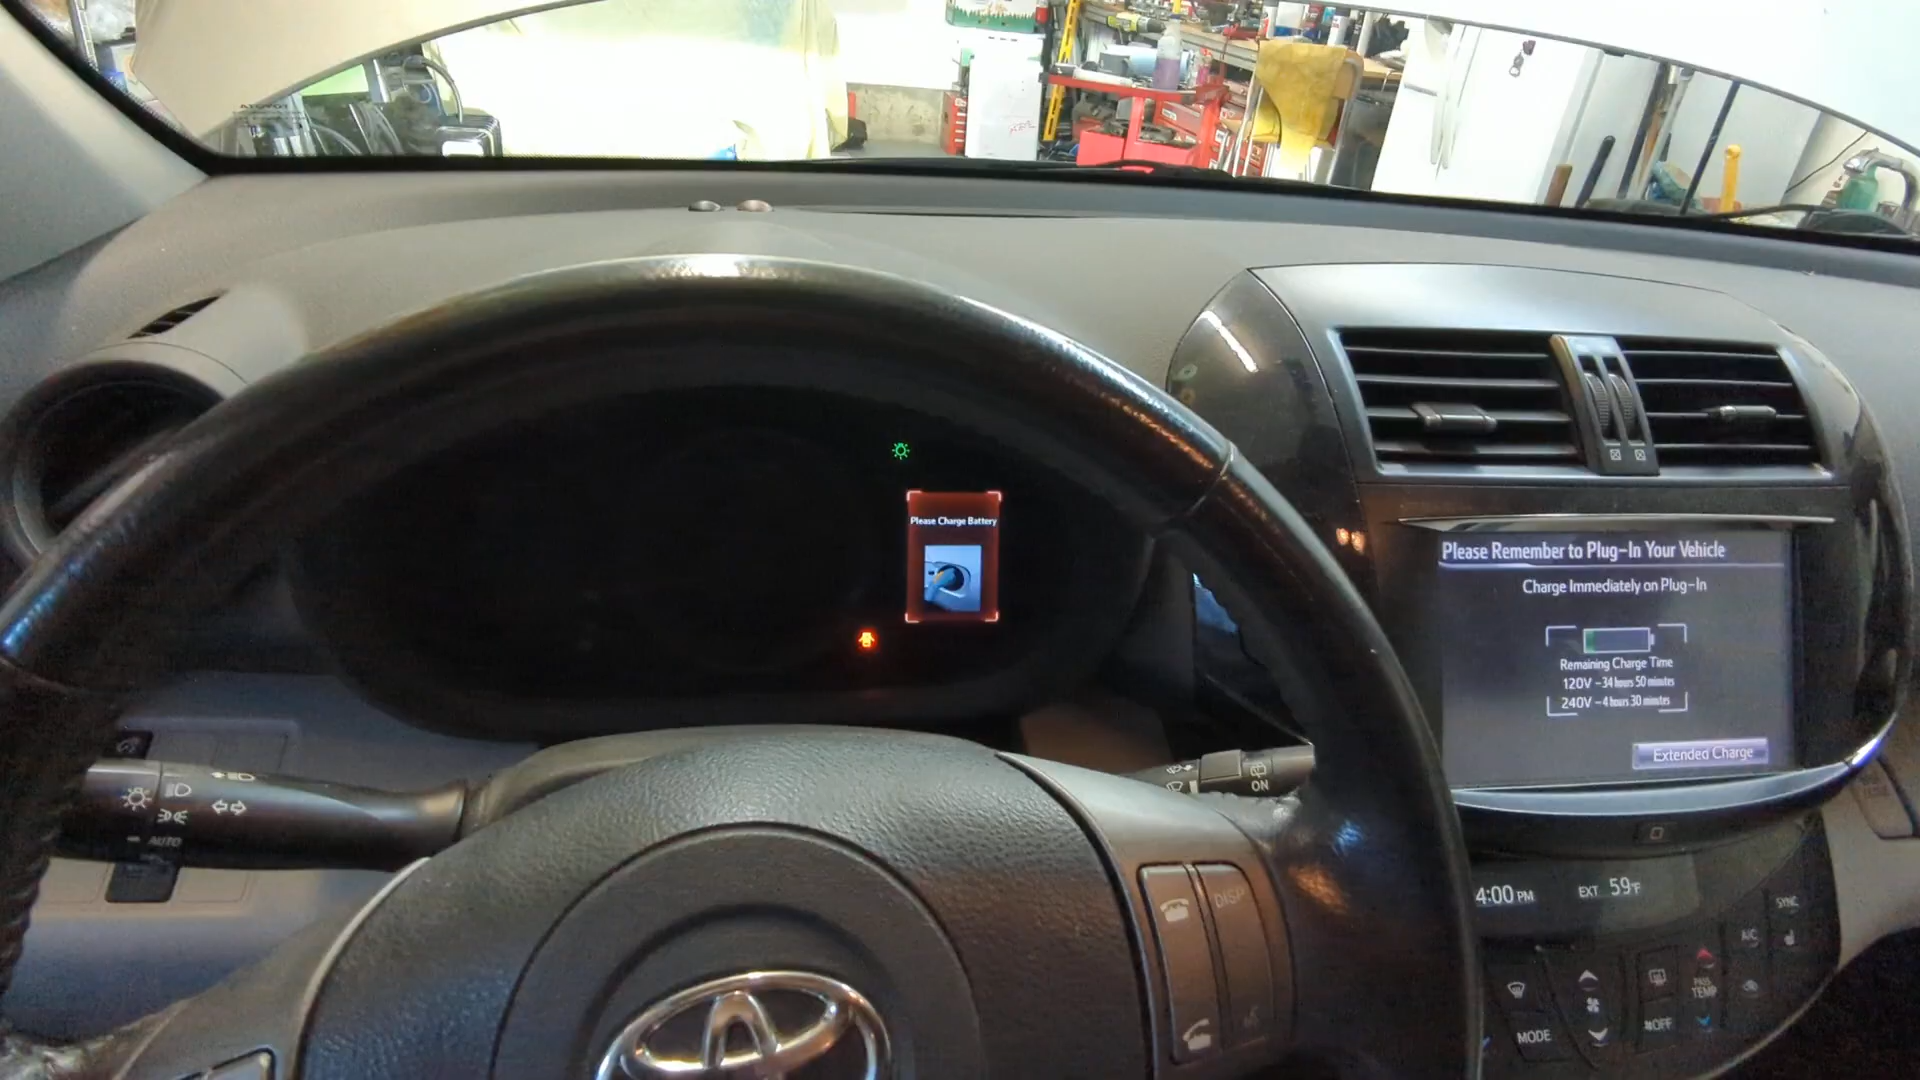 TOYOTA
Please Charge Battery
Please Remember to Plug-In Your Vehicle
Charge Immediately on Plug-In
Remaining Charge Time
120V - 34 hours 50 minutes
240V - 4 hours 30 minutes
Extended Charge
ON
AUTO
DISP
4:00 PM
EXT 59°F
SYNC
A/C
PASS
TEMP
OFF
MODE